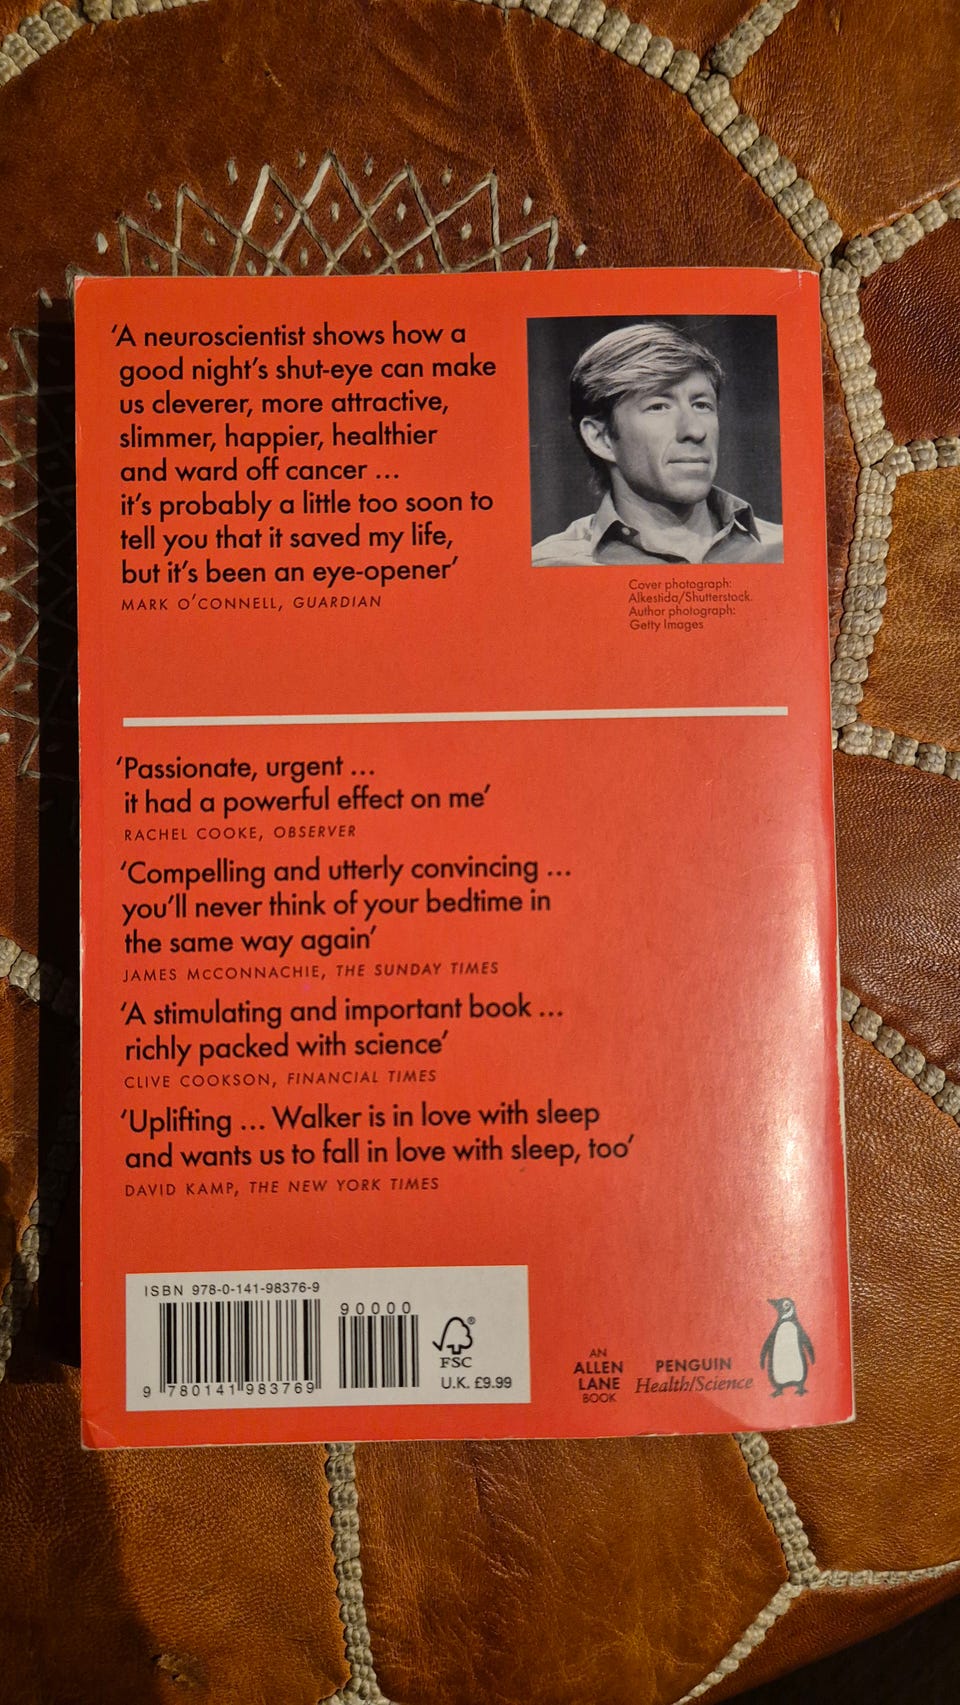 ‘A neuroscientist shows how a
good night’s shut-eye can make
us cleverer, more attractive,
slimmer, happier, healthier
and ward off cancer …
it’s probably a little too soon to
tell you that it saved my life,
but it’s been an eye-opener’
MARK O’CONNELL, GUARDIAN
Cover photograph:
Alkestida/Shutterstock.
Author photograph:
Getty Images
‘Passionate, urgent …
it had a powerful effect on me’
RACHEL COOKE, OBSERVER
‘Compelling and utterly convincing …
you’ll never think of your bedtime in
the same way again’
JAMES McCONNACHIE, THE SUNDAY TIMES
‘A stimulating and important book …
richly packed with science’
CLIVE COOKSON, FINANCIAL TIMES
‘Uplifting … Walker is in love with sleep
and wants us to fall in love with sleep, too’
DAVID KAMP, THE NEW YORK TIMES
ISBN 978-0-141-98376-9
90000
9 780141 983769
FSC
U.K. £9.99
AN
ALLEN
LANE
BOOK
PENGUIN
Health/Science